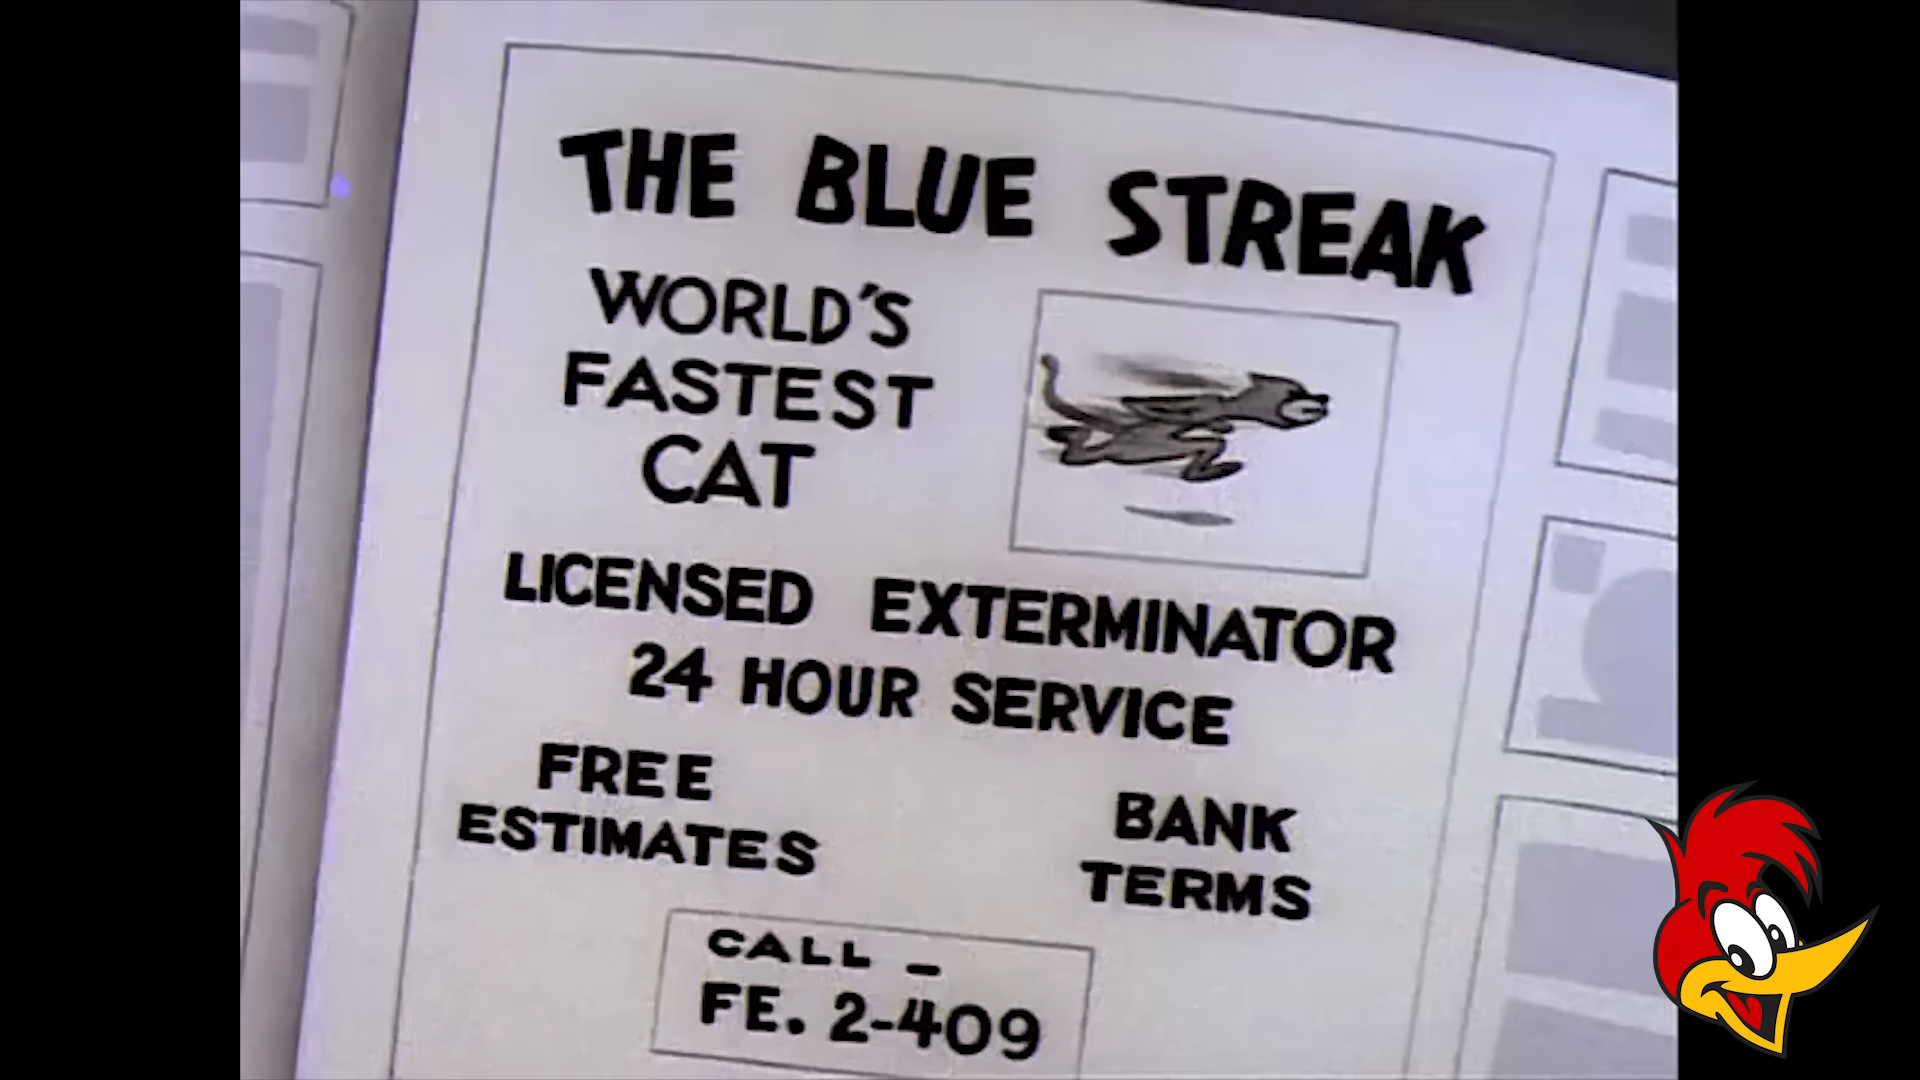 THE BLUE STREAK
WORLD'S
FASTEST
CAT
LICENSED EXTERMINATOR
24 HOUR SERVICE
FREE
ESTIMATES
BANK
TERMS
CALL –
FE. 2-409